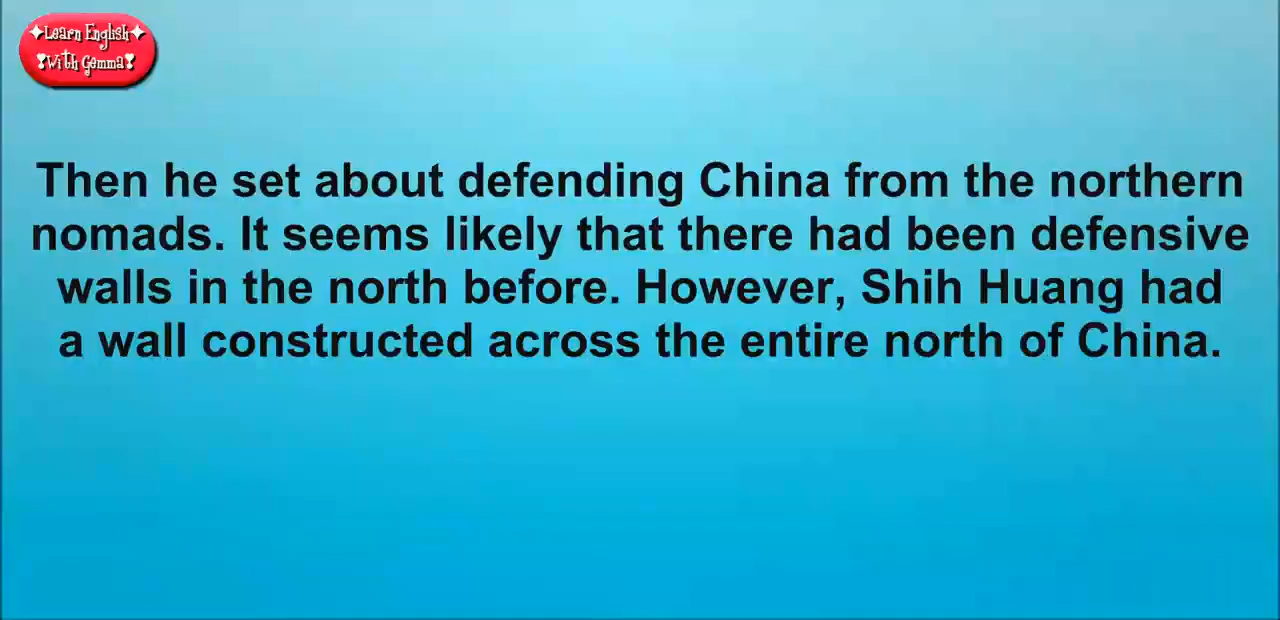 ✦Learn English✦
❣With Gemma❣
Then he set about defending China from the northern
nomads. It seems likely that there had been defensive
walls in the north before. However, Shih Huang had
a wall constructed across the entire north of China.